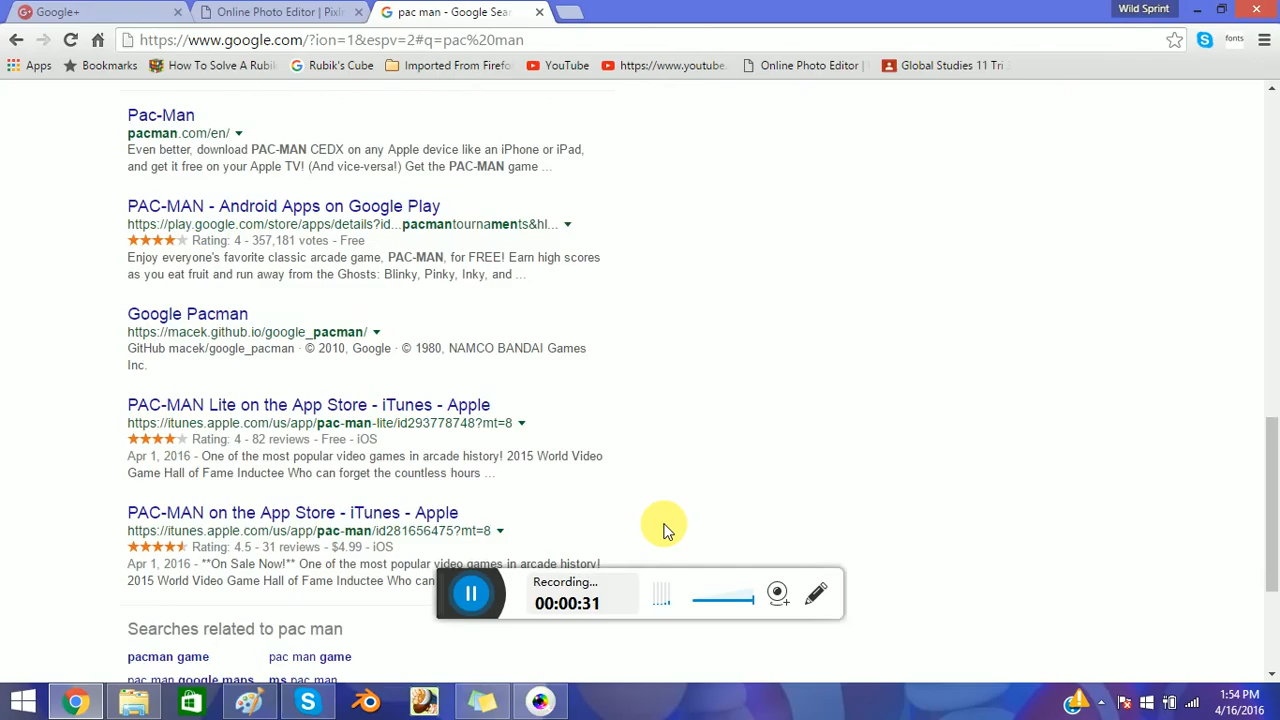 Google+
Online Photo Editor | Pixlr
pac man - Google Sea
Wild Sprint
https://www.google.com/?ion=1&espv=2#q=pac%20man
fonts
Apps
Bookmarks
How To Solve A Rubik
Rubik's Cube
Imported From Firefo
YouTube
https://www.youtube.
Online Photo Editor |
Global Studies 11 Tri
Pac-Man
pacman.com/en/
Even better, download PAC-MAN CEDX on any Apple device like an iPhone or iPad,
and get it free on your Apple TV! (And vice-versa!) Get the PAC-MAN game ...
PAC-MAN - Android Apps on Google Play
https://play.google.com/store/apps/details?id...pacmantournaments&hl...
Rating: 4 - 357,181 votes - Free
Enjoy everyone's favorite classic arcade game, PAC-MAN, for FREE! Earn high scores
as you eat fruit and run away from the Ghosts: Blinky, Pinky, Inky, and ...
Google Pacman
https://macek.github.io/google_pacman/
GitHub macek/google_pacman · © 2010, Google · © 1980, NAMCO BANDAI Games
Inc.
PAC-MAN Lite on the App Store - iTunes - Apple
https://itunes.apple.com/us/app/pac-man-lite/id293778748?mt=8
Rating: 4 - 82 reviews - Free - iOS
Apr 1, 2016 - One of the most popular video games in arcade history! 2015 World Video
Game Hall of Fame Inductee Who can forget the countless hours ...
PAC-MAN on the App Store - iTunes - Apple
https://itunes.apple.com/us/app/pac-man/id281656475?mt=8
Rating: 4.5 - 31 reviews - $4.99 - iOS
Apr 1, 2016 - **On Sale Now!** One of the most popular video games in arcade history!
2015 World Video Game Hall of Fame Inductee Who can forget the
Recording...
00:00:31
Searches related to pac man
pacman game
pac man game
pac man google maps
ms pac man
1:54 PM
4/16/2016